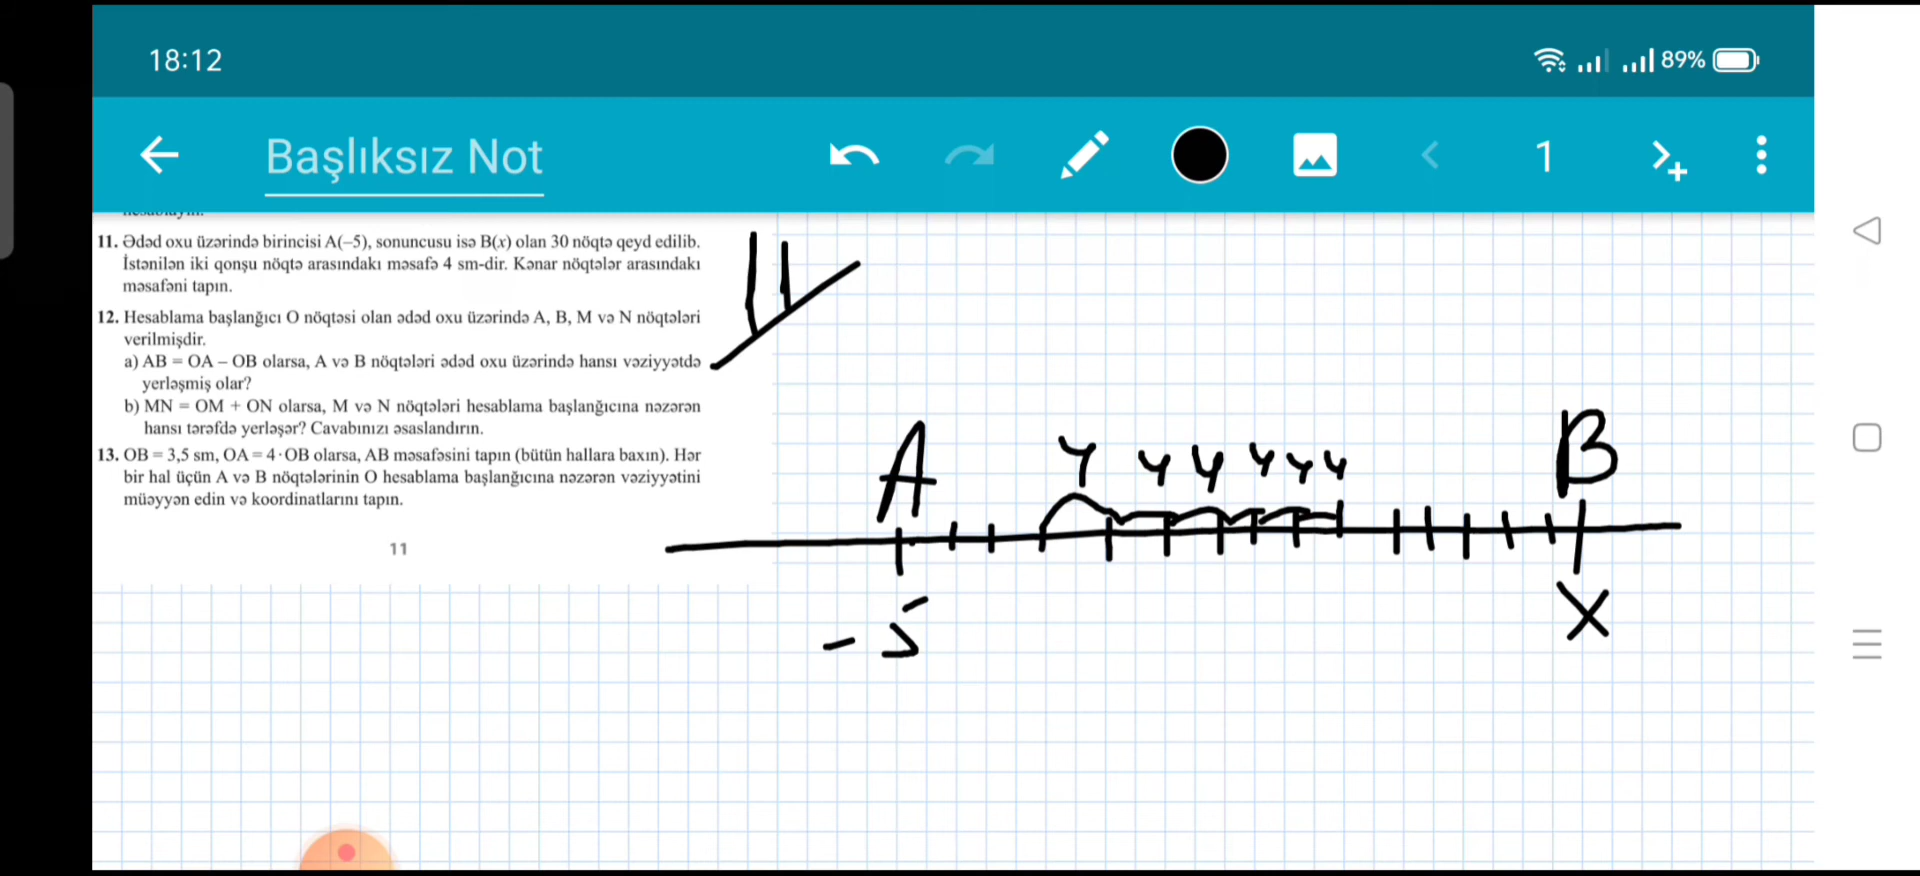 18:12
89%
Başlıksız Not
1
11. Ədəd oxu üzərində birincisi A(–5), sonuncusu isə B(x) olan 30 nöqtə qeyd edilib.
İstənilən iki qonşu nöqtə arasındakı məsafə 4 sm-dir. Kənar nöqtələr arasındakı
məsafəni tapın.
12. Hesablama başlanğıcı O nöqtəsi olan ədəd oxu üzərində A, B, M və N nöqtələri
verilmişdir.
a) AB = OA – OB olarsa, A və B nöqtələri ədəd oxu üzərində hansı vəziyyətdə
yerləşmiş olar?
b) MN = OM + ON olarsa, M və N nöqtələri hesablama başlanğıcına nəzərən
hansı tərəfdə yerləşər? Cavabınızı əsaslandırın.
13. OB = 3,5 sm, OA = 4 · OB olarsa, AB məsafəsini tapın (bütün hallara baxın). Hər
bir hal üçün A və B nöqtələrinin O hesablama başlanğıcına nəzərən vəziyyətini
müəyyən edin və koordinatlarını tapın.
11
11
A 4 4 4 4 4 4 B
-5 X